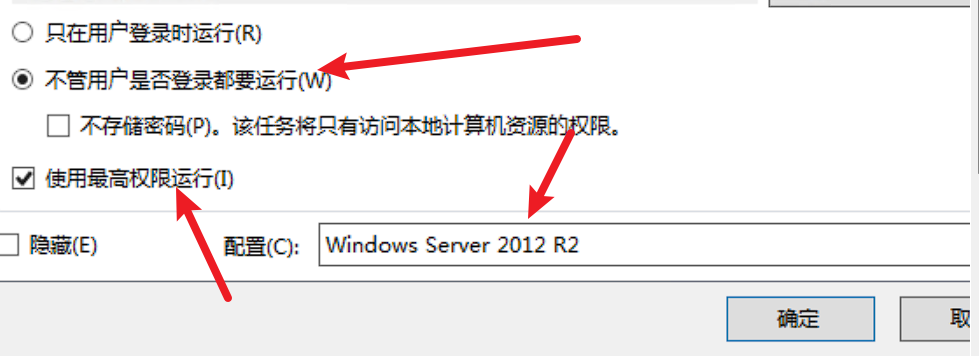 只在用户登录时运行(R)
不管用户是否登录都要运行(W)
不存储密码(P)。该任务将只有访问本地计算机资源的权限。
使用最高权限运行(I)
隐藏(E) 配置(C): Windows Server 2012 R2
确定 取